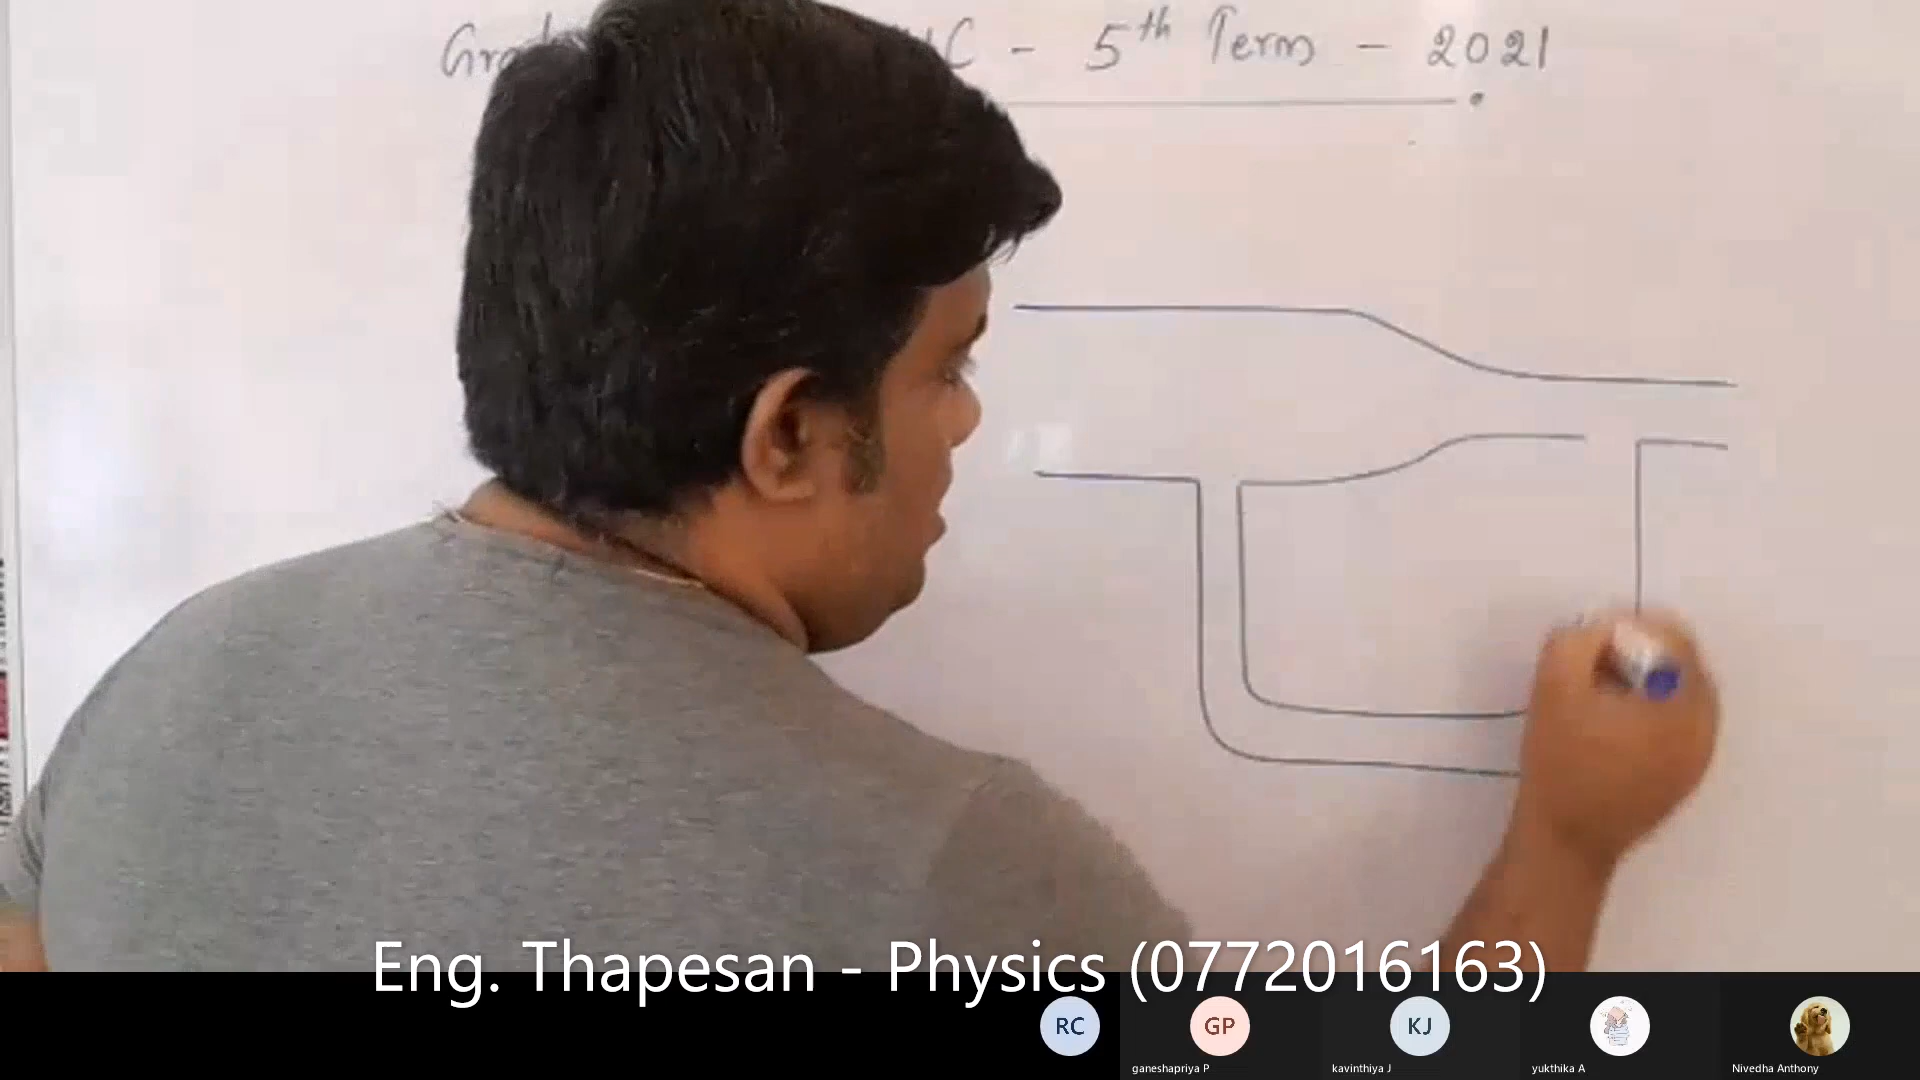 - 5th Term - 2021
Eng. Thapesan - Physics (0772016163)
RC
GP
KJ
ganeshapriya P
kavinthiya J
yukthika A
Nivedha Anthony